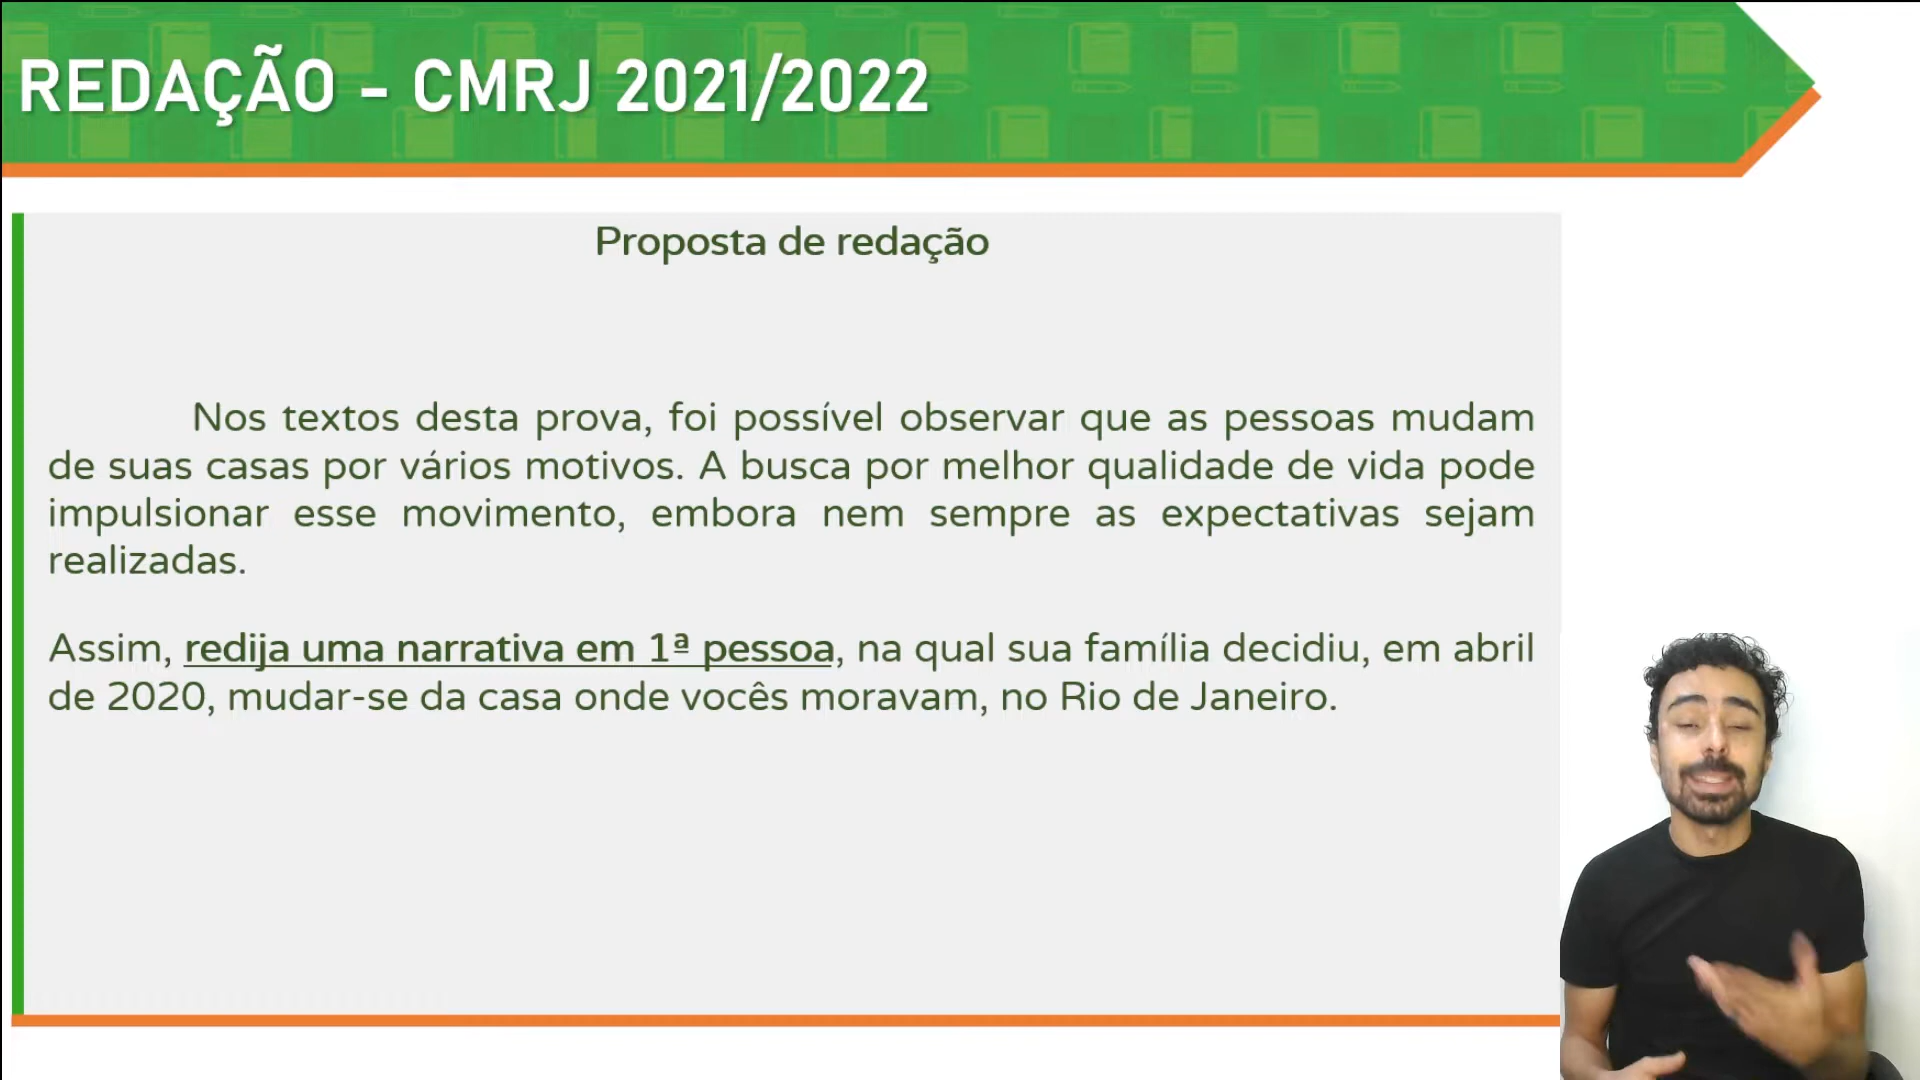 REDAÇÃO - CMRJ 2021/2022
Proposta de redação
Nos textos desta prova, foi possível observar que as pessoas mudam
de suas casas por vários motivos. A busca por melhor qualidade de vida pode
impulsionar esse movimento, embora nem sempre as expectativas sejam
realizadas.
Assim, redija uma narrativa em 1ª pessoa, na qual sua família decidiu, em abril
de 2020, mudar-se da casa onde vocês moravam, no Rio de Janeiro.